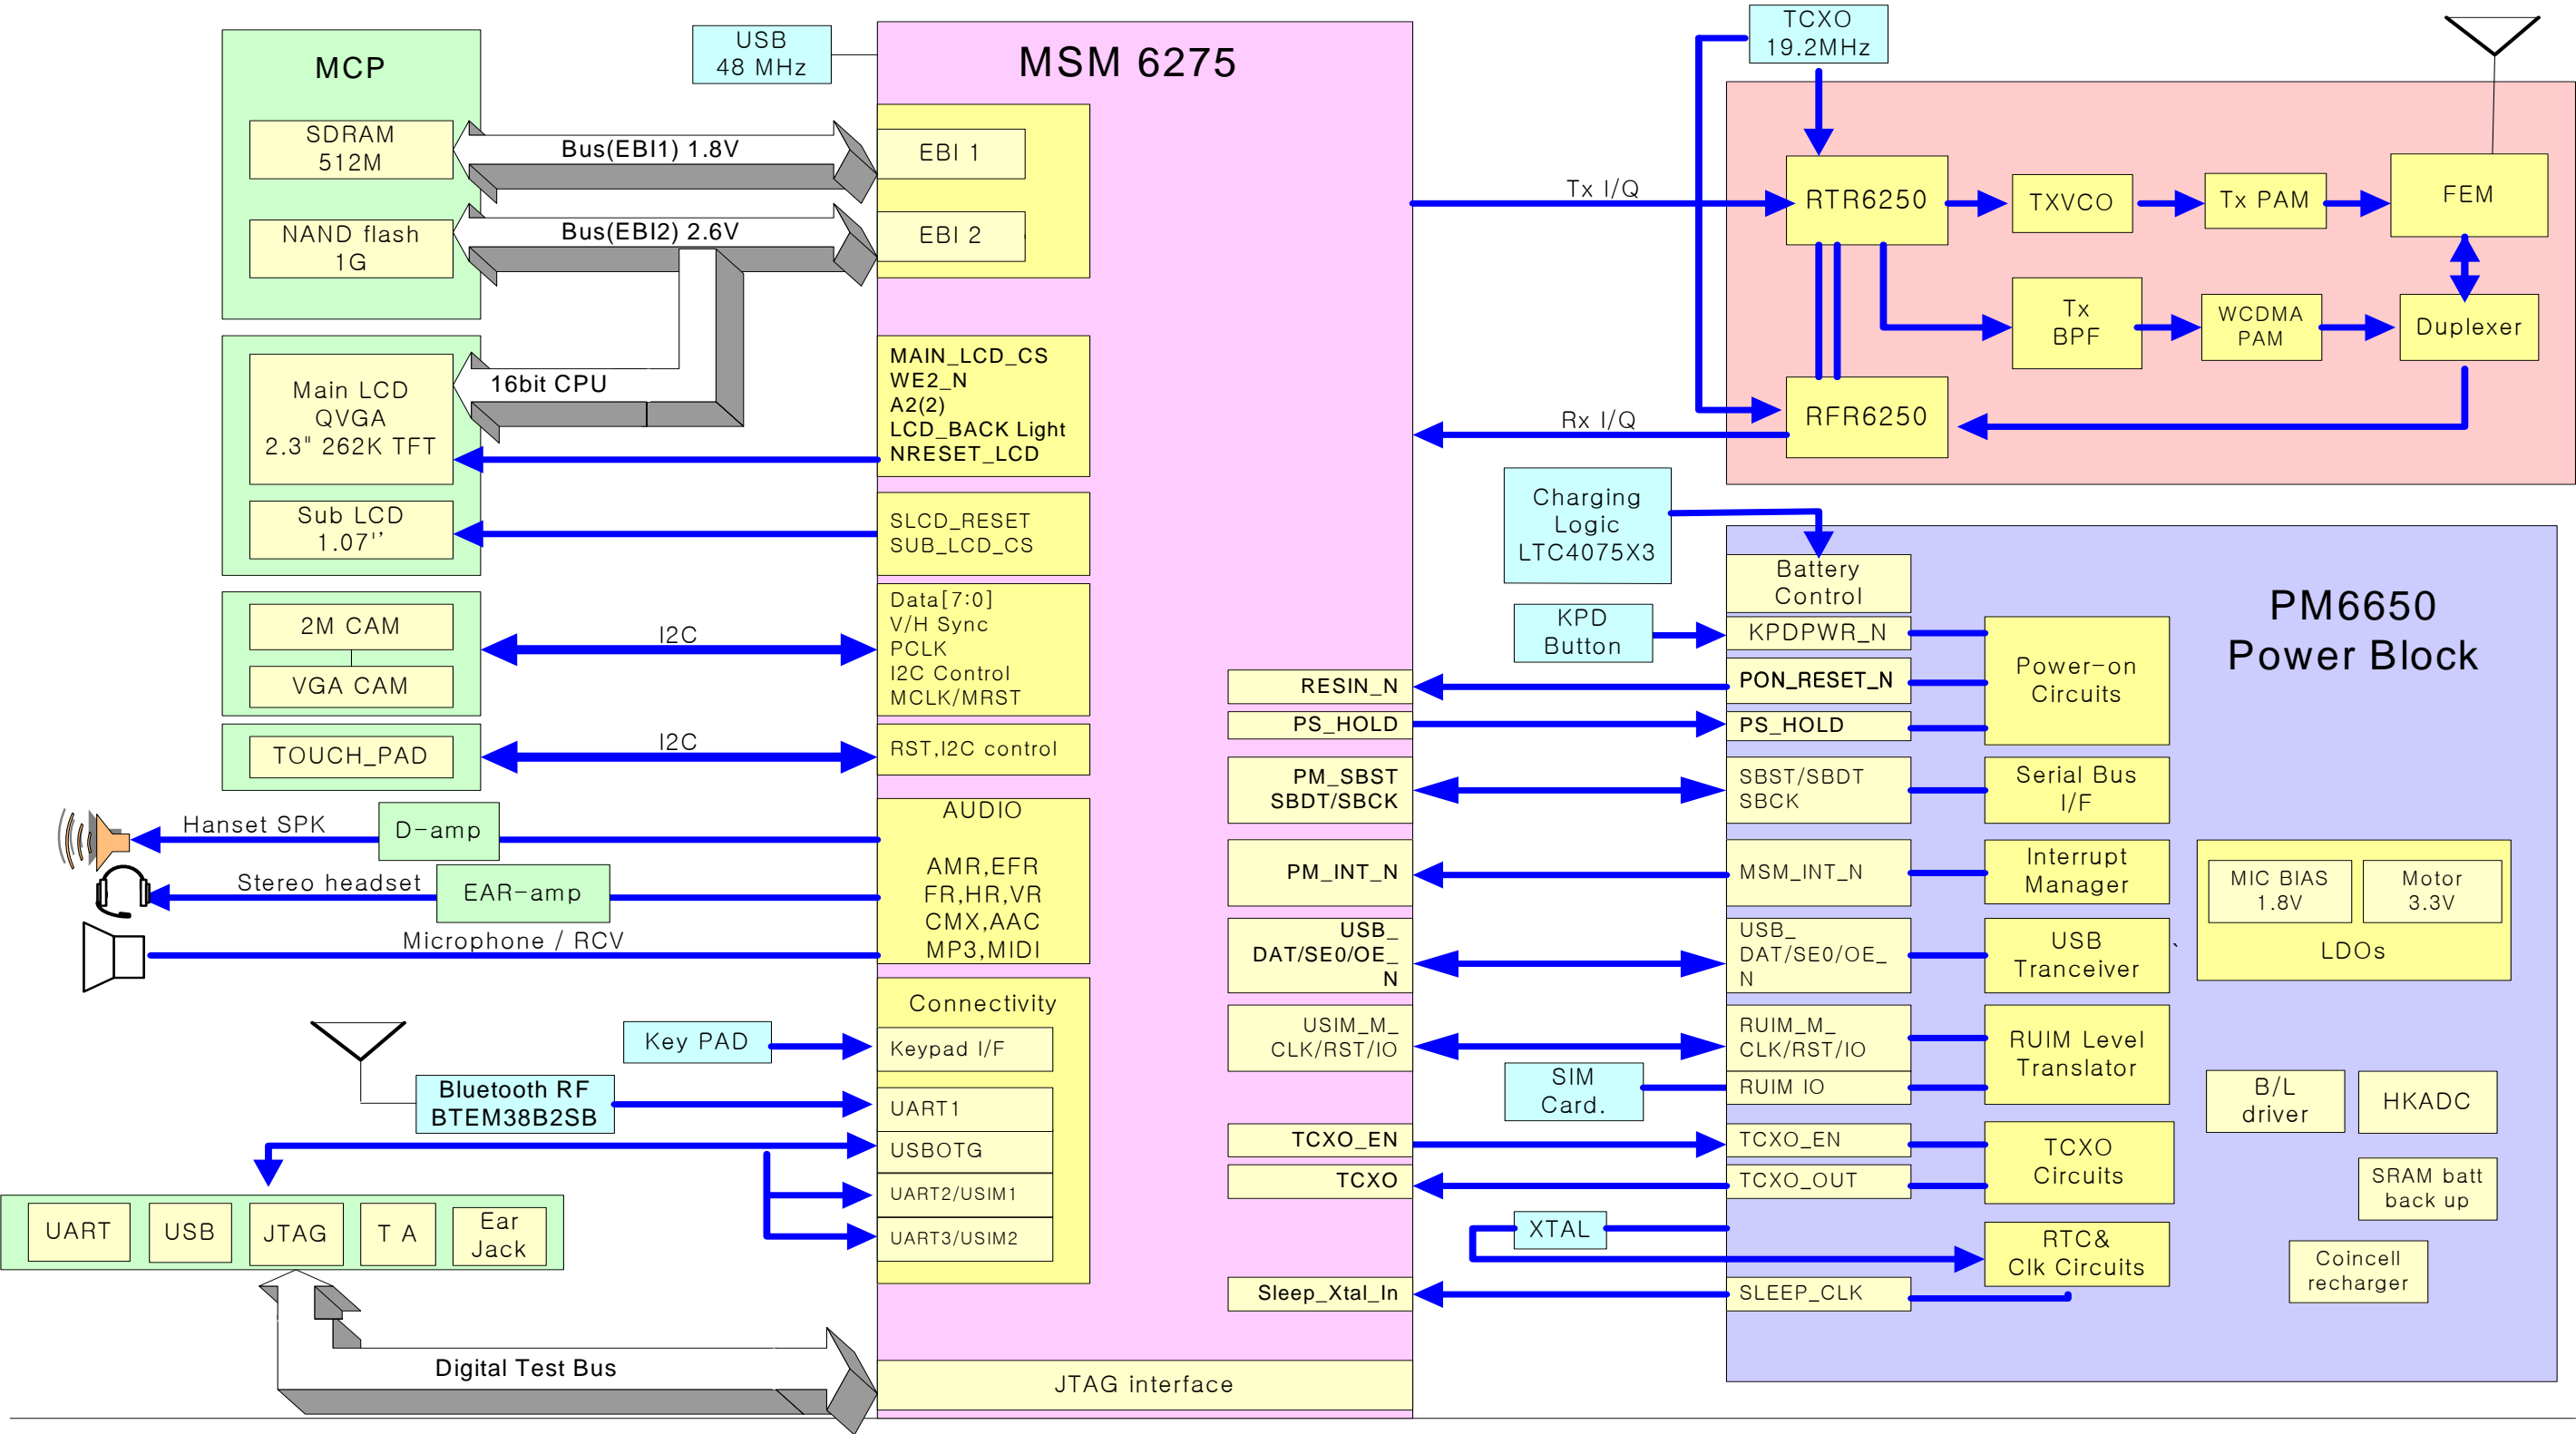 MCP
SDRAM
512M
NAND flash
1G
USB
48 MHz
MSM 6275
Bus(EBI1) 1.8V
Bus(EBI2) 2.6V
EBI 1
EBI 2
Main LCD
QVGA
2.3" 262K TFT
Sub LCD
1.07''
16bit CPU
MAIN_LCD_CS
WE2_N
A2(2)
LCD_BACK Light
NRESET_LCD
SLCD_RESET
SUB_LCD_CS
2M CAM
VGA CAM
I2C
Data[7:0]
V/H Sync
PCLK
I2C Control
MCLK/MRST
TOUCH_PAD
I2C
RST,I2C control
Hanset SPK
D-amp
Stereo headset
EAR-amp
Microphone / RCV
AUDIO
AMR,EFR
FR,HR,VR
CMX,AAC
MP3,MIDI
Connectivity
Key PAD
Keypad I/F
Bluetooth RF
BTEM38B2SB
UART1
USBOTG
UART2/USIM1
UART3/USIM2
UART
USB
JTAG
T A
Ear
Jack
Digital Test Bus
JTAG interface
RESIN_N
PS_HOLD
PM_SBST
SBDT/SBCK
PM_INT_N
USB_
DAT/SE0/OE_
N
USIM_M_
CLK/RST/IO
TCXO_EN
TCXO
Sleep_Xtal_In
TCXO
19.2MHz
Tx I/Q
Rx I/Q
RTR6250
TXVCO
Tx PAM
FEM
Tx
BPF
WCDMA
PAM
Duplexer
RFR6250
Charging
Logic
LTC4075X3
KPD
Button
SIM
Card.
XTAL
Battery
Control
KPDPWR_N
PON_RESET_N
PS_HOLD
SBST/SBDT
SBCK
MSM_INT_N
USB_
DAT/SE0/OE_
N
RUIM_M_
CLK/RST/IO
RUIM IO
TCXO_EN
TCXO_OUT
SLEEP_CLK
Power-on
Circuits
Serial Bus
I/F
Interrupt
Manager
USB
Tranceiver
`
RUIM Level
Translator
TCXO
Circuits
RTC&
Clk Circuits
PM6650
Power Block
MIC BIAS
1.8V
Motor
3.3V
LDOs
B/L
driver
HKADC
SRAM batt
back up
Coincell
recharger